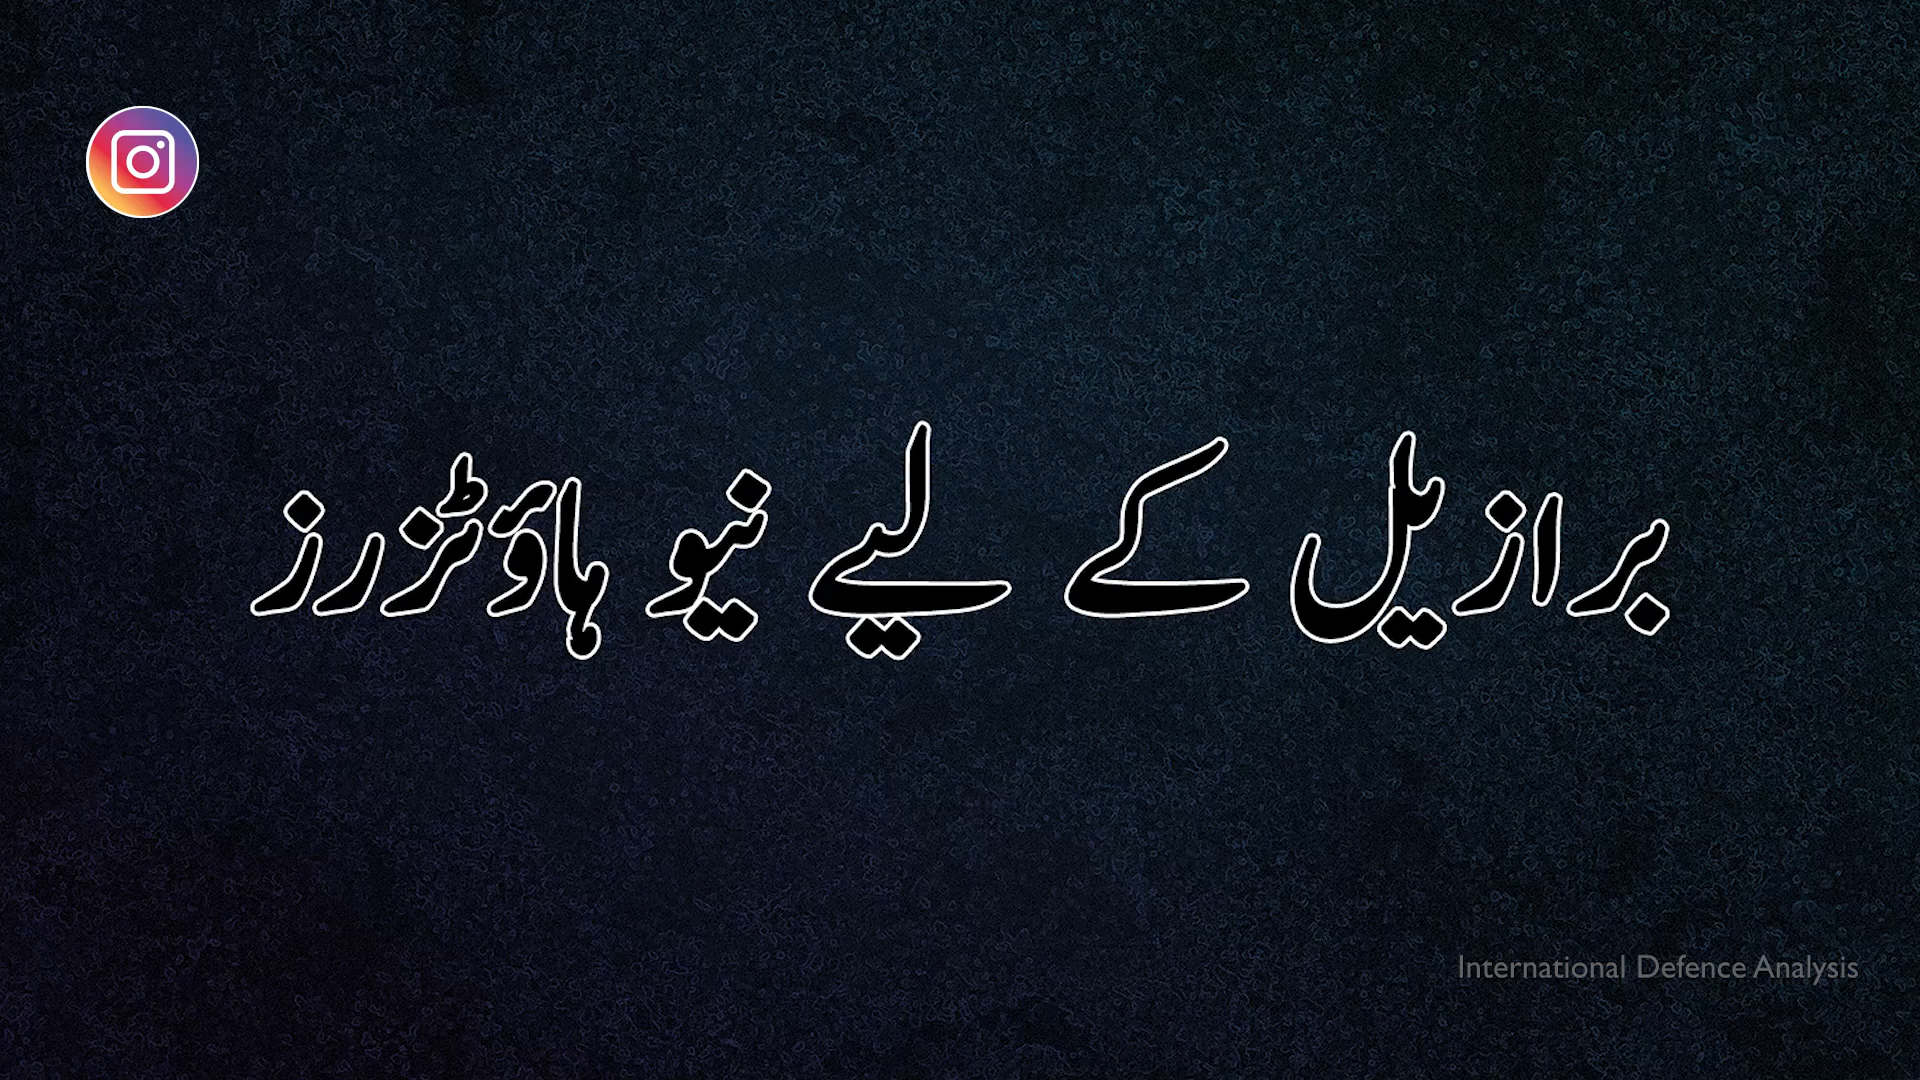 برازیل کے لیے نیو ہاؤٹزرز
International Defence Analysis